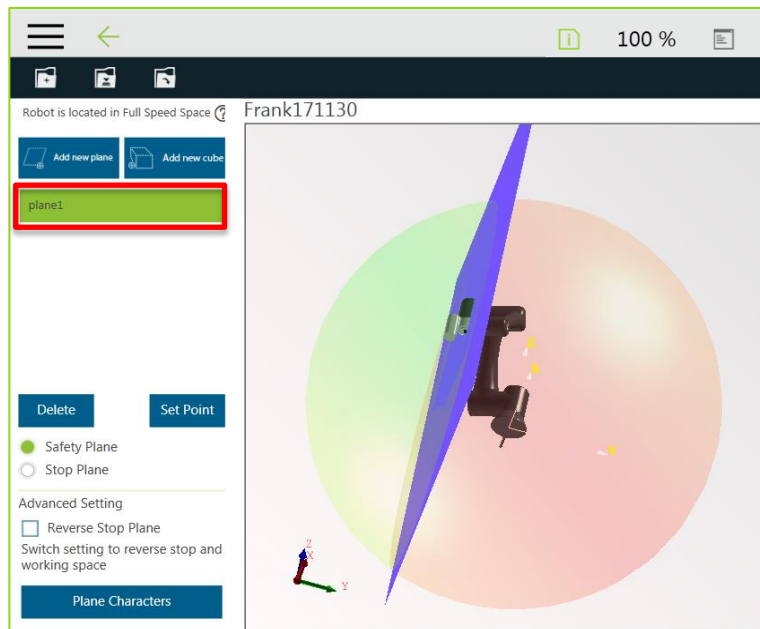 100 %
Robot is located in Full Speed Space
Frank171130
Add new plane
Add new cube
plane1
Delete
Set Point
Safety Plane
Stop Plane
Advanced Setting
Reverse Stop Plane
Switch setting to reverse stop and
working space
Plane Characters
Z
X
Y